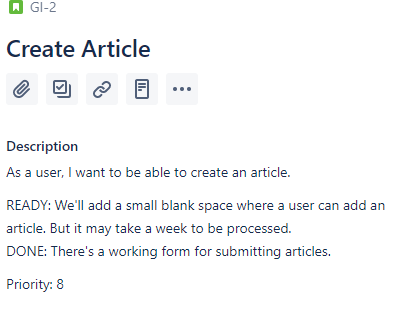 GI-2
Create Article
Description
As a user, I want to be able to create an article.
READY: We'll add a small blank space where a user can add an
article. But it may take a week to be processed.
DONE: There's a working form for submitting articles.
Priority: 8